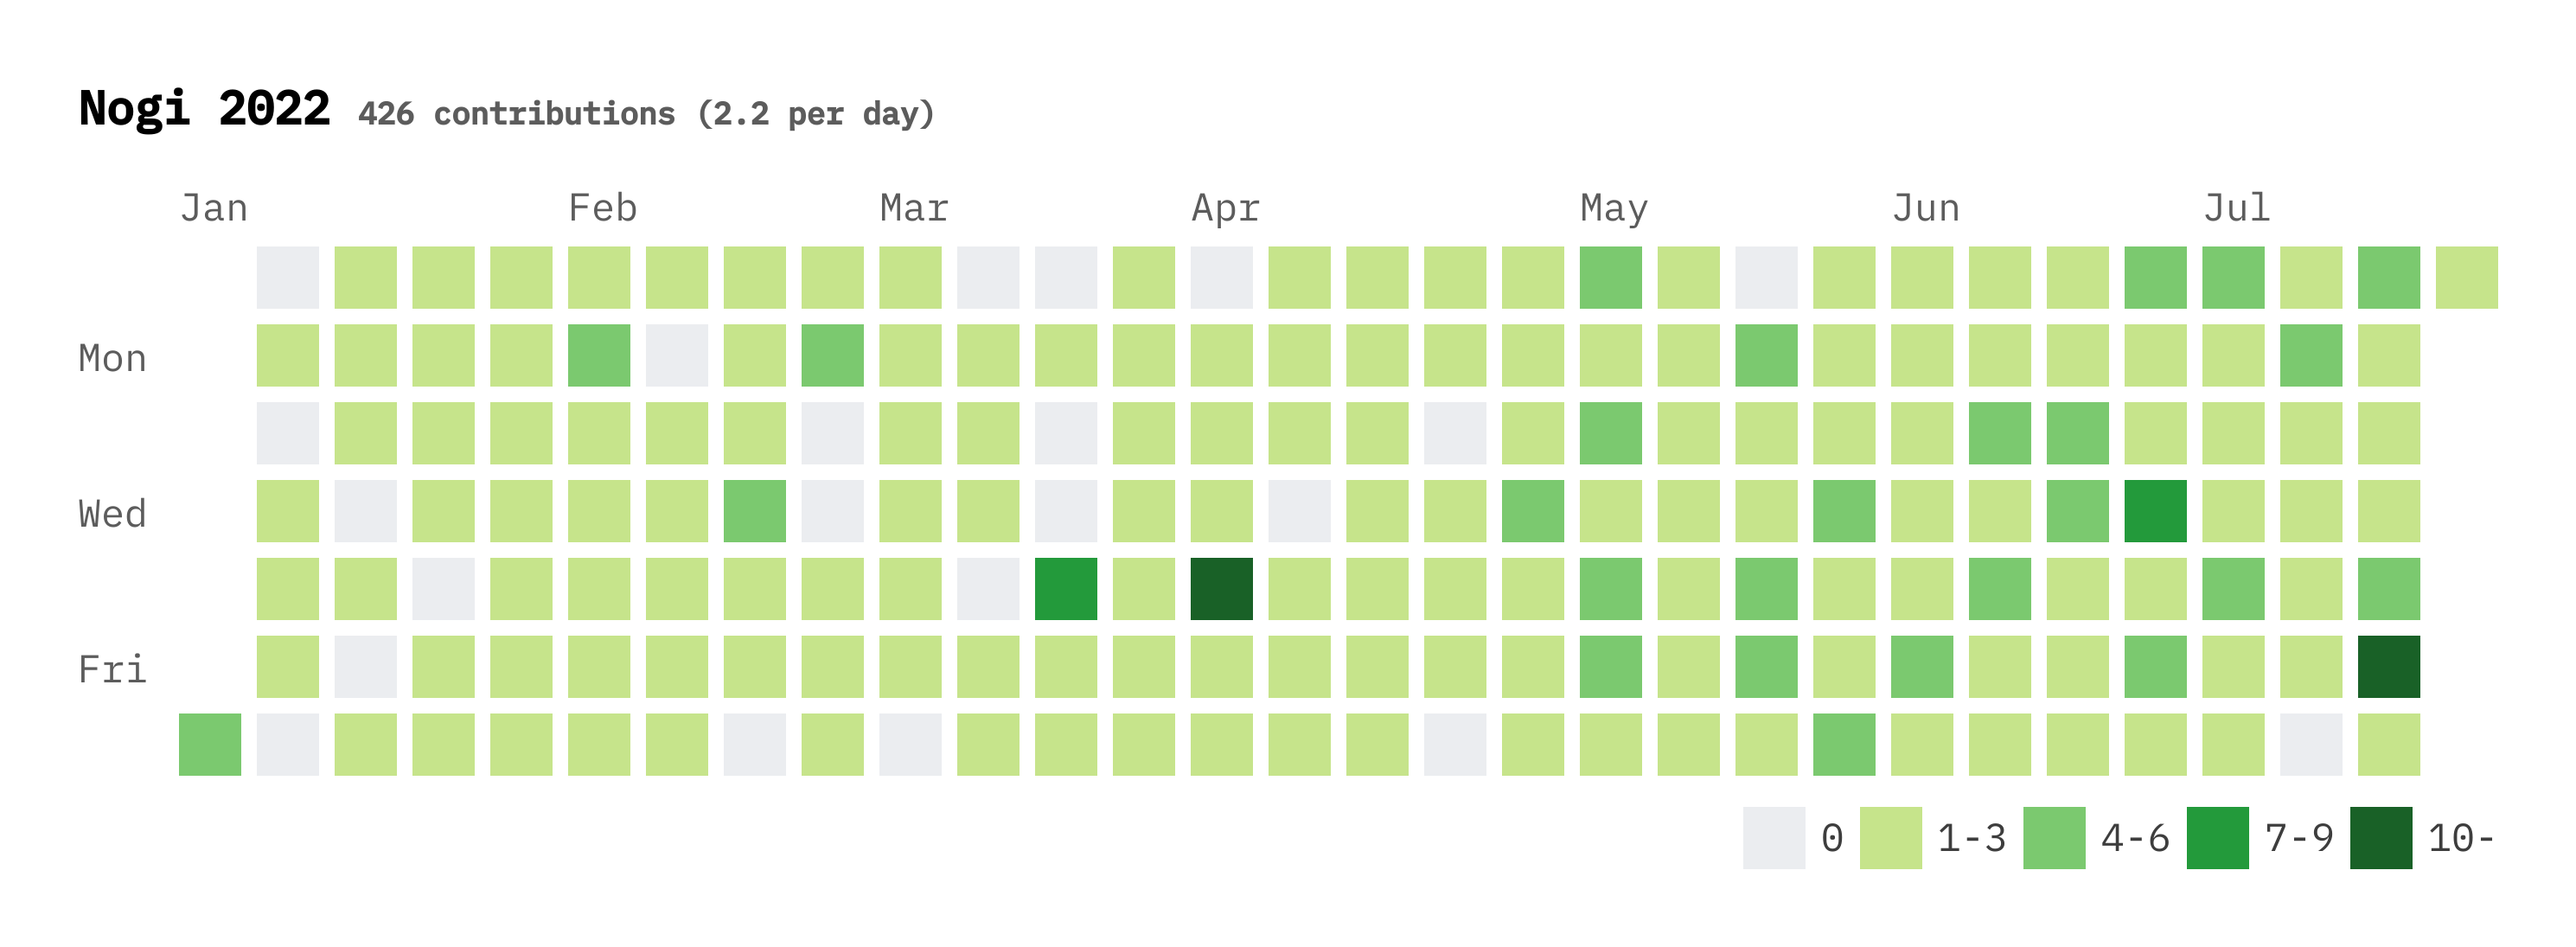 Nogi 2022 426 contributions (2.2 per day)
Jan Feb Mar Apr May Jun Jul
Mon
Wed
Fri
0 1-3 4-6 7-9 10-